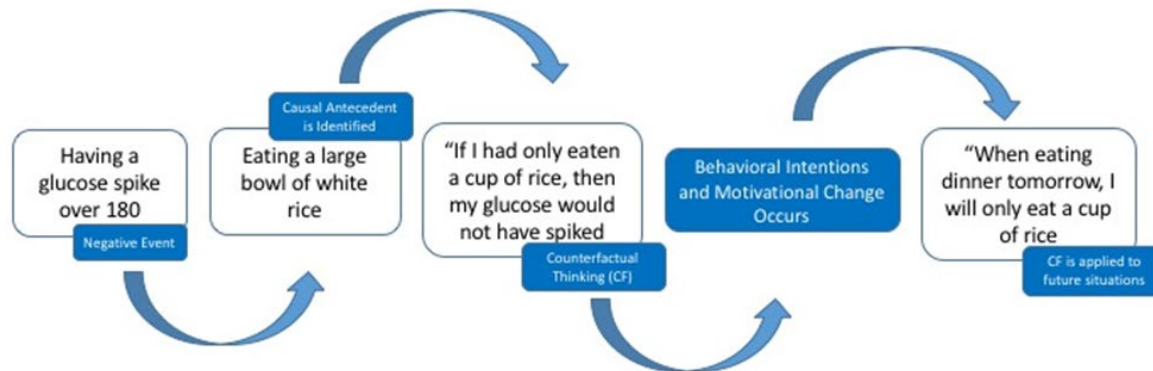 Having a
glucose spike
over 180
Negative Event
Causal Antecedent
is Identified
Eating a large
bowl of white
rice
“If I had only eaten
a cup of rice, then
my glucose would
not have spiked
Counterfactual
Thinking (CF)
Behavioral Intentions
and Motivational Change
Occurs
“When eating
dinner tomorrow, I
will only eat a cup
of rice
CF is applied to
future situations